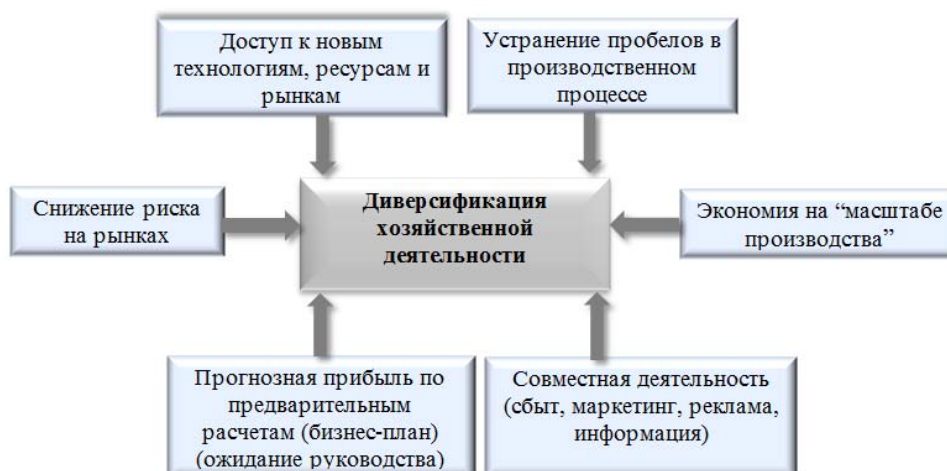 Доступ к новым
технологиям, ресурсам и
рынкам
Устранение пробелов в
производственном
процессе
Снижение риска
на рынках
Диверсификация
хозяйственной
деятельности
Экономия на “масштабе
производства”
Прогнозная прибыль по
предварительным
расчетам (бизнес-план)
(ожидание руководства)
Совместная деятельность
(сбыт, маркетинг, реклама,
информация)